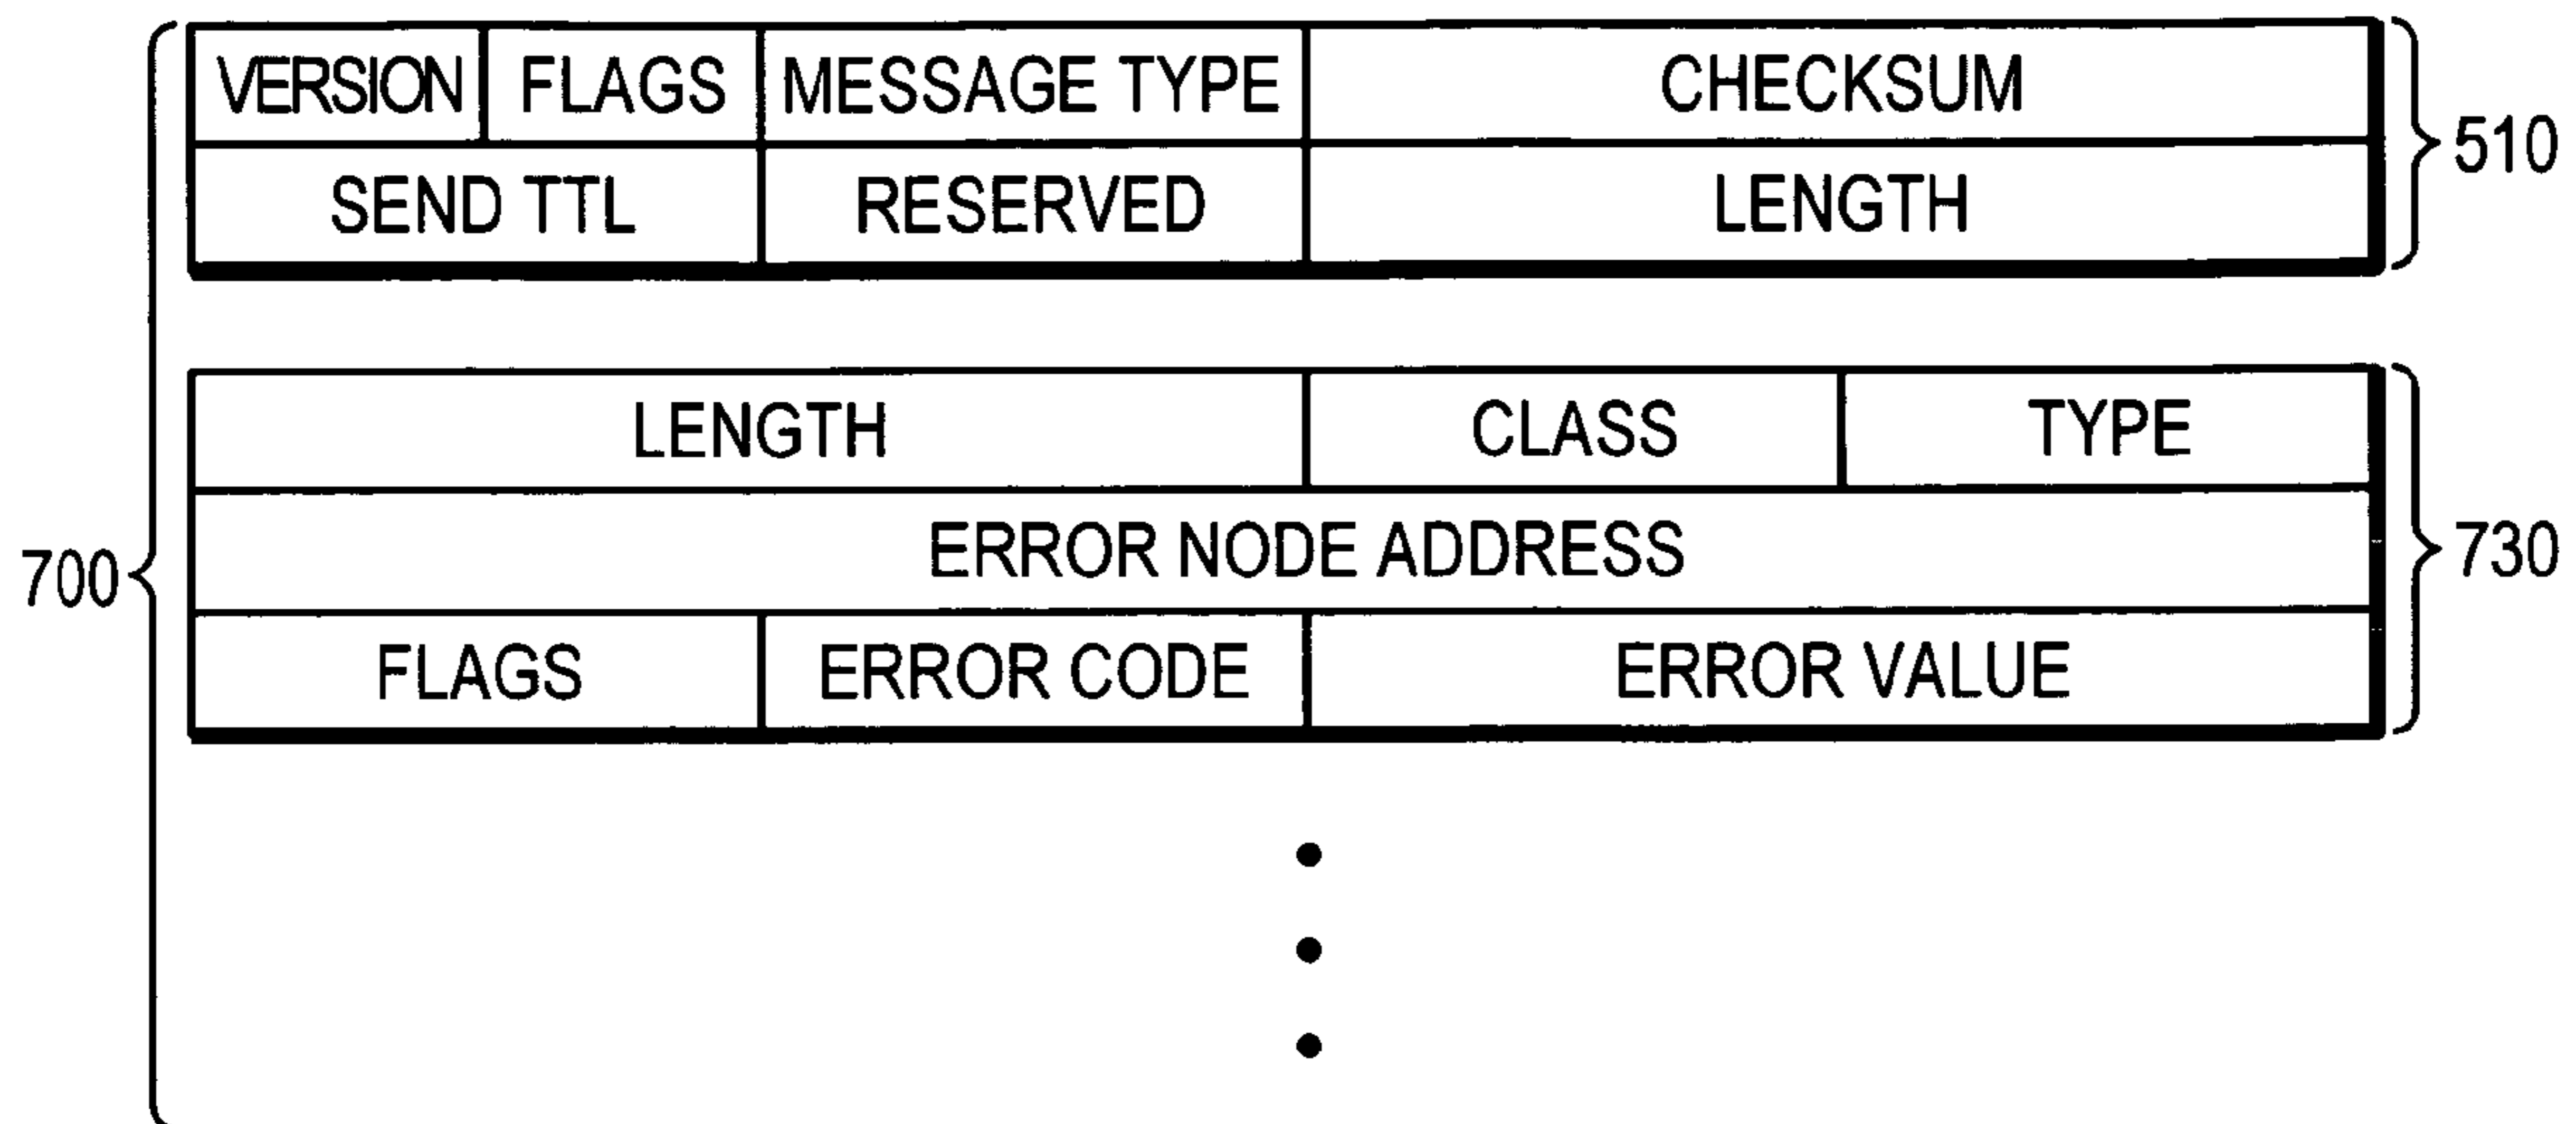 VERSION FLAGS MESSAGE TYPE CHECKSUM
510
SEND TTL RESERVED LENGTH
LENGTH CLASS TYPE
700
ERROR NODE ADDRESS
730
FLAGS ERROR CODE ERROR VALUE